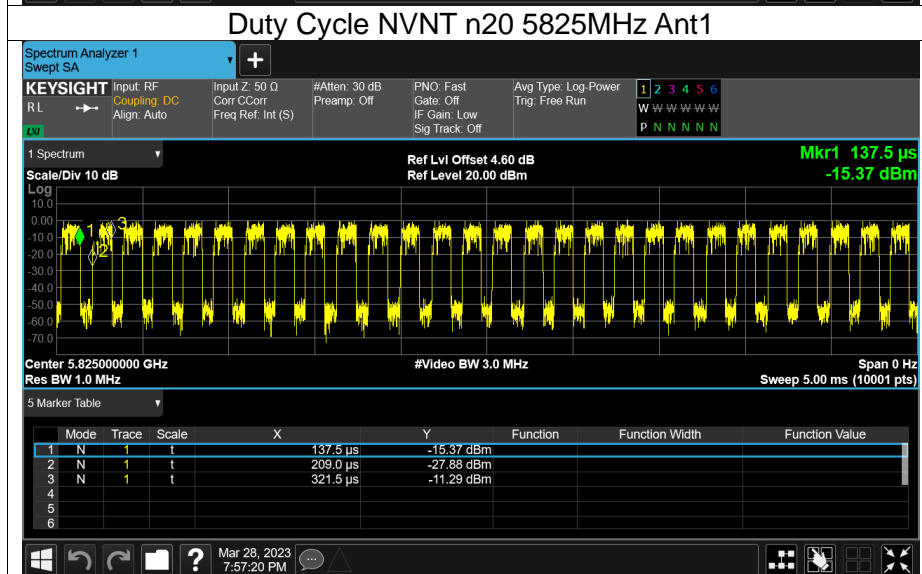 Duty Cycle NVNT n20 5825MHz Ant1
Spectrum Analyzer 1
Swept SA
+
KEYSIGHT Input: RF Input Z: 50 Ω #Atten: 30 dB PNO: Fast Avg Type: Log-Power 1 2 3 4 5 6
R L Coupling: DC Corr CCorr Preamp: Off Gate: Off Trig: Free Run W W W W W W
Align: Auto Freq Ref: Int (S) IF Gain: Low
LXI Sig Track: Off P N N N N N
1 Spectrum Ref Lvl Offset 4.60 dB Mkr1 137.5 µs
Scale/Div 10 dB Ref Level 20.00 dBm -15.37 dBm
Log
10.0
0.00
-10.0
-20.0
-30.0
-40.0
-50.0
-60.0
-70.0
1
2
3
Center 5.825000000 GHz #Video BW 3.0 MHz Span 0 Hz
Res BW 1.0 MHz Sweep 5.00 ms (10001 pts)
5 Marker Table
Mode Trace Scale X Y Function Function Width Function Value
1 N 1 t 137.5 µs -15.37 dBm
2 N 1 t 209.0 µs -27.88 dBm
3 N 1 t 321.5 µs -11.29 dBm
4
5
6
? Mar 28, 2023
7:57:20 PM